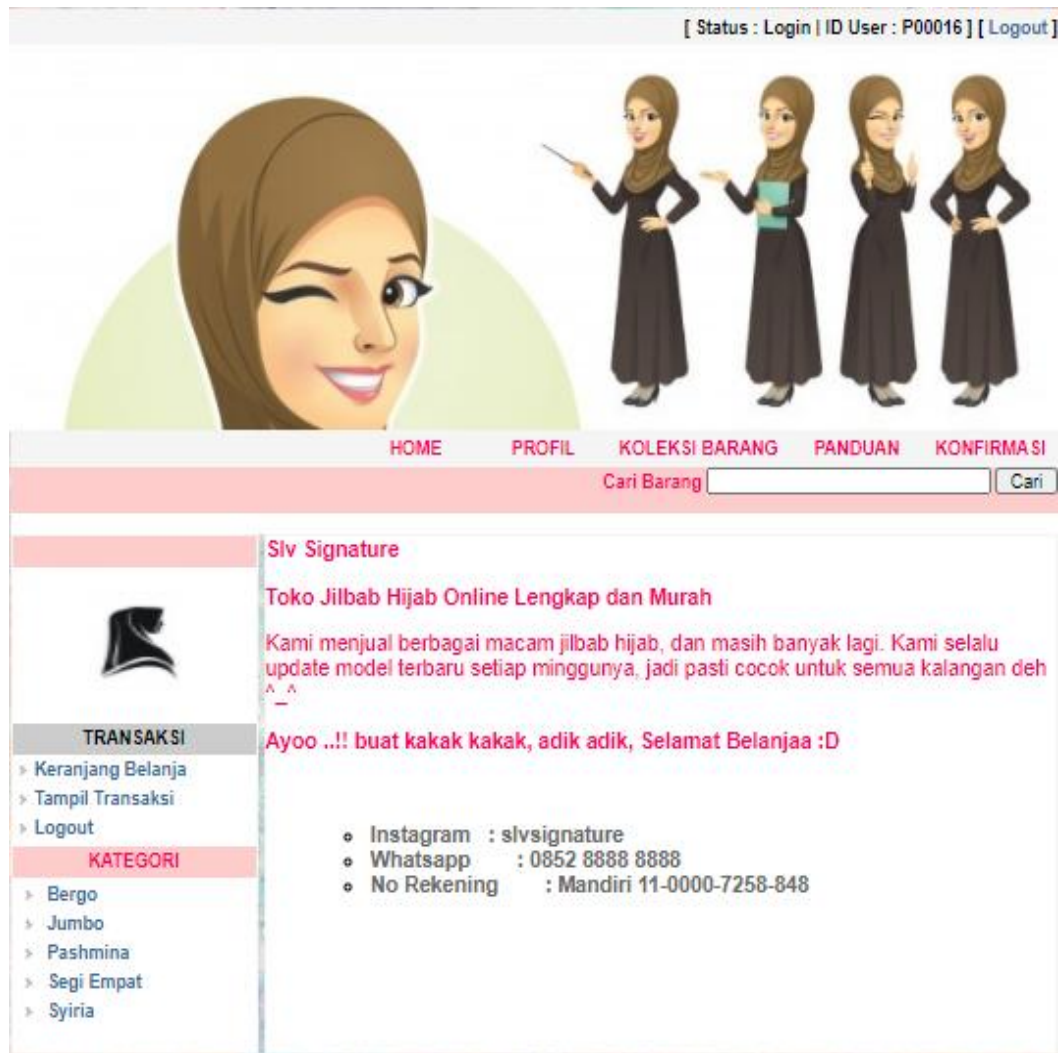 [ Status : Login | ID User : P00016 ] [ Logout ]
HOME PROFIL KOLEKSI BARANG PANDUAN KONFIRMASI
Cari Barang Cari
TRANSAKSI
Keranjang Belanja
Tampil Transaksi
Logout
KATEGORI
Bergo
Jumbo
Pashmina
Segi Empat
Syiria
Slv Signature
Toko Jilbab Hijab Online Lengkap dan Murah
Kami menjual berbagai macam jilbab hijab, dan masih banyak lagi. Kami selalu
update model terbaru setiap minggunya, jadi pasti cocok untuk semua kalangan deh
^_^
Ayoo ..!! buat kakak kakak, adik adik, Selamat Belanjaa :D
Instagram : slvsignature
Whatsapp : 0852 8888 8888
No Rekening : Mandiri 11-0000-7258-848